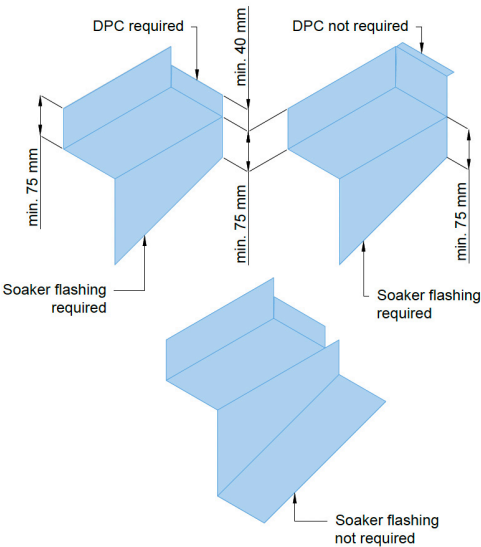 DPC required
min. 40 mm
DPC not required
min. 75 mm
min. 75 mm
min. 75 mm
Soaker flashing
required
Soaker flashing
required
Soaker flashing
not required